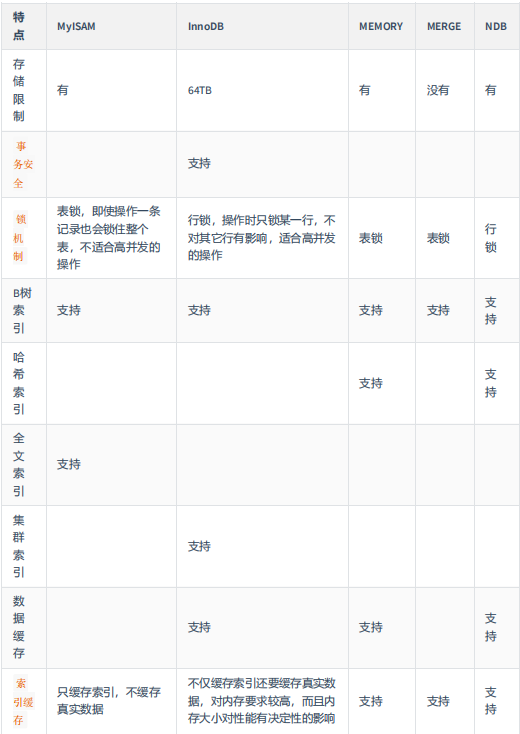 特点 MyISAM InnoDB MEMORY MERGE NDB
存储限制 有 64TB 有 没有 有
事务安全 支持
锁机制 表锁，即使操作一条记录也会锁住整个表，不适合高并发的操作 行锁，操作时只锁某一行，不对其它行有影响，适合高并发的操作 表锁 表锁 行锁
B树索引 支持 支持 支持 支持 支持
哈希索引 支持 支持
全文索引 支持
集群索引 支持
数据缓存 支持 支持 支持
索引缓存 只缓存索引，不缓存真实数据 不仅缓存索引还要缓存真实数据，对内存要求较高，而且内存大小对性能有决定性的影响 支持 支持 支持